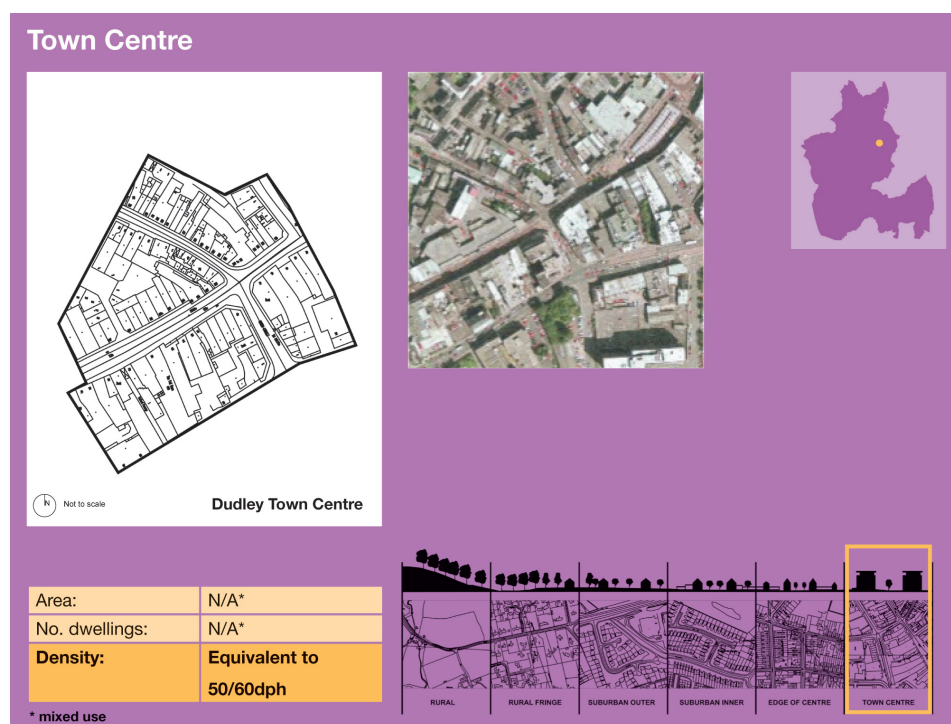 Town Centre
N
Not to scale
Dudley Town Centre
Area:
N/A*
No. dwellings:
N/A*
Density:
Equivalent to
50/60dph
* mixed use
RURAL
RURAL FRINGE
SUBURBAN OUTER
SUBURBAN INNER
EDGE OF CENTRE
TOWN CENTRE